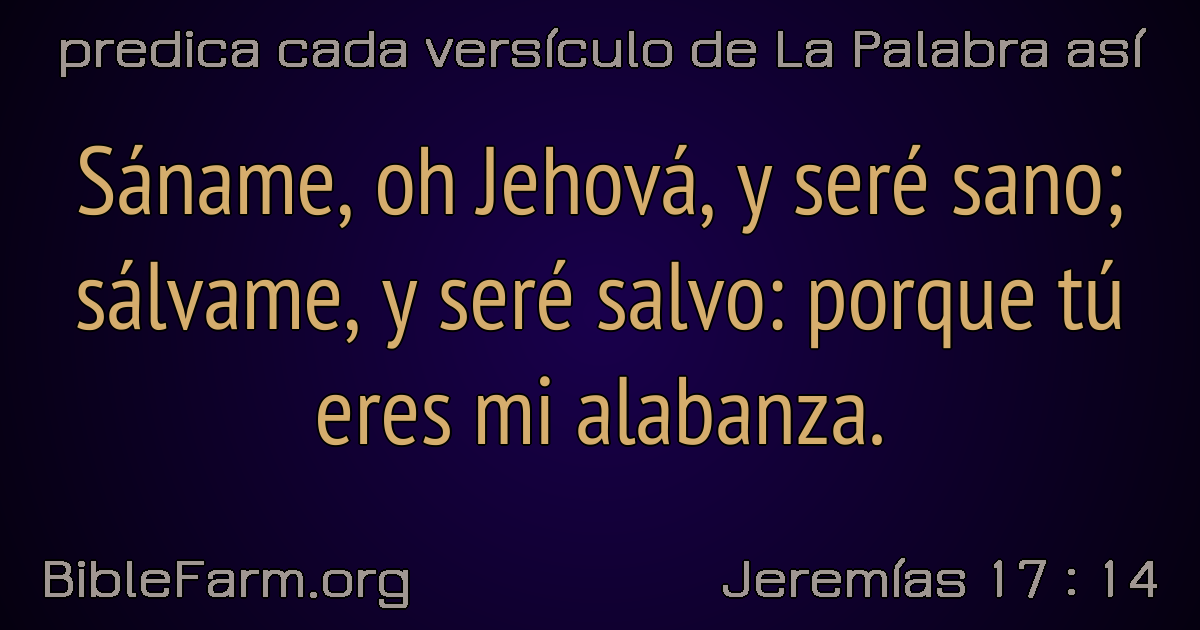 predica cada versículo de La Palabra así
Sáname, oh Jehová, y seré sano;
sálvame, y seré salvo: porque tú
eres mi alabanza.
BibleFarm.org
Jeremías 17 : 14